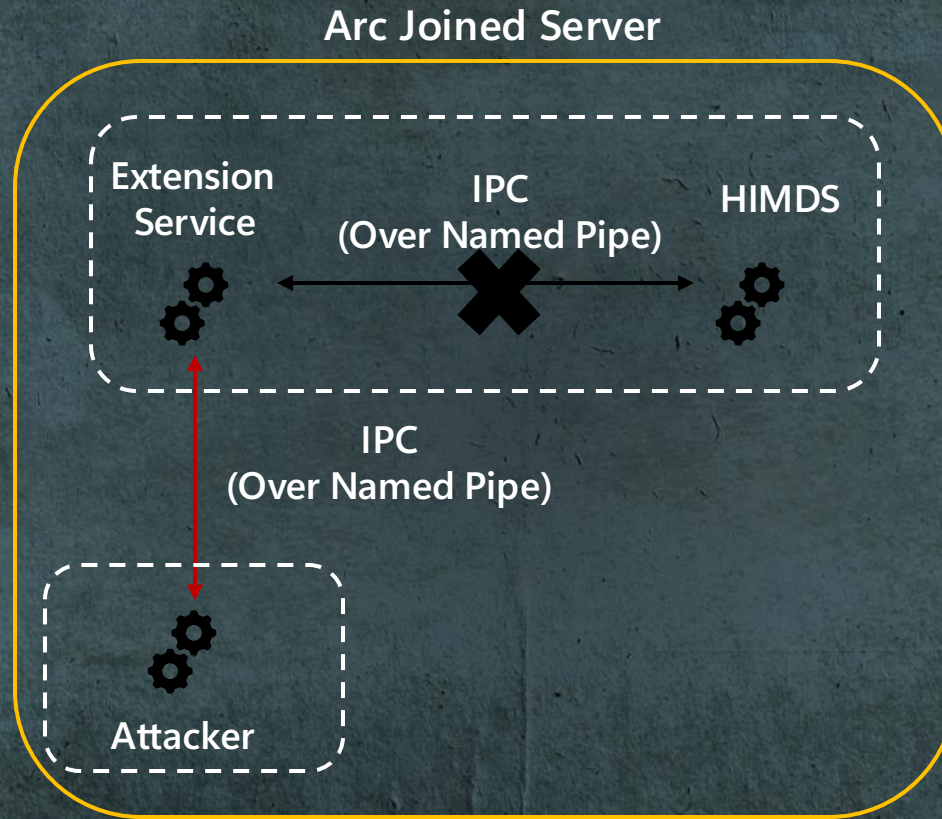 Arc Joined Server
Extension
Service
IPC
(Over Named Pipe)
HIMDS
IPC
(Over Named Pipe)
Attacker